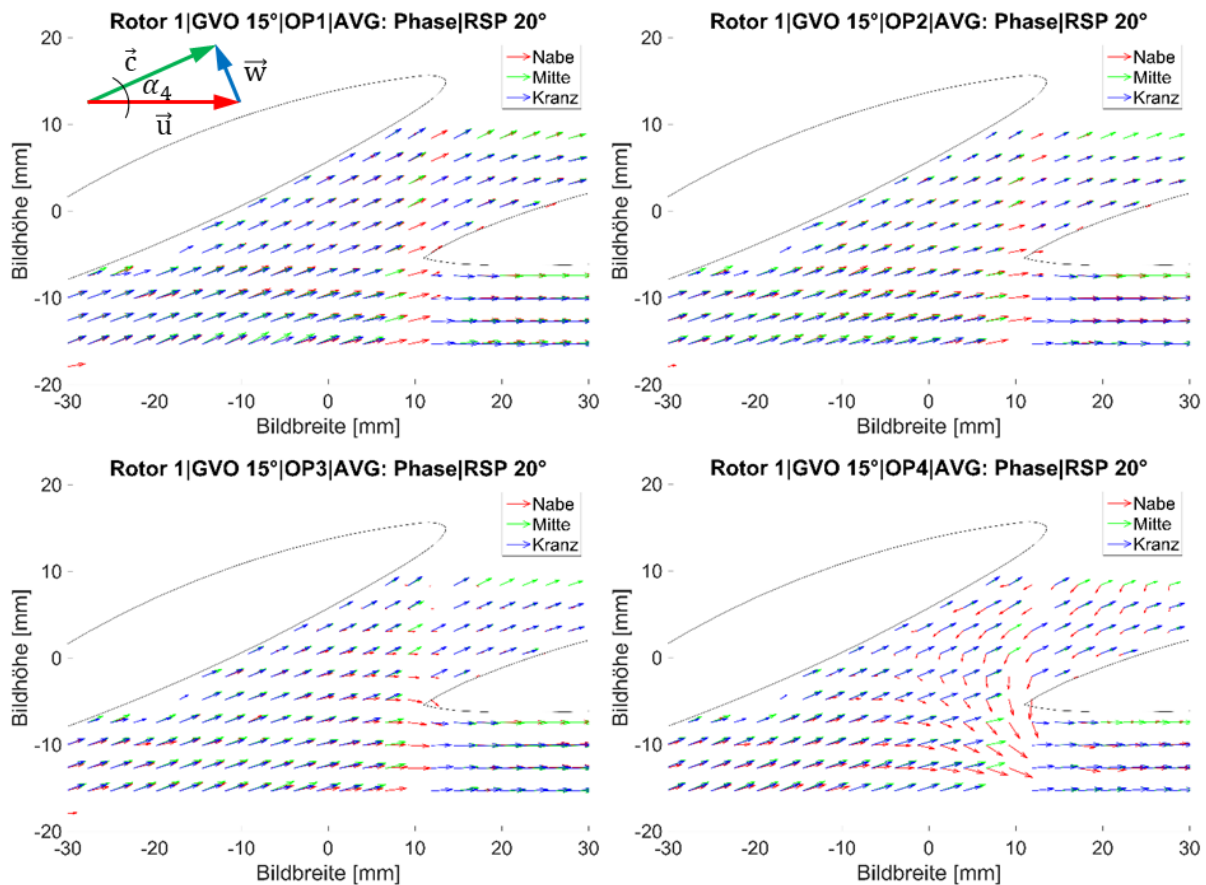 Rotor 1|GVO 15°|OP1|AVG: Phase|RSP 20°
20
10
0
-10
-20
Bildhöhe [mm]
c
α4
w
u
Nabe
Mitte
Kranz
-30 -20 -10 0 10 20 30
Bildbreite [mm]
Rotor 1|GVO 15°|OP2|AVG: Phase|RSP 20°
20
10
0
-10
-20
Bildhöhe [mm]
Nabe
Mitte
Kranz
-30 -20 -10 0 10 20 30
Bildbreite [mm]
Rotor 1|GVO 15°|OP3|AVG: Phase|RSP 20°
20
10
0
-10
-20
Bildhöhe [mm]
Nabe
Mitte
Kranz
-30 -20 -10 0 10 20 30
Bildbreite [mm]
Rotor 1|GVO 15°|OP4|AVG: Phase|RSP 20°
20
10
0
-10
-20
Bildhöhe [mm]
Nabe
Mitte
Kranz
-30 -20 -10 0 10 20 30
Bildbreite [mm]